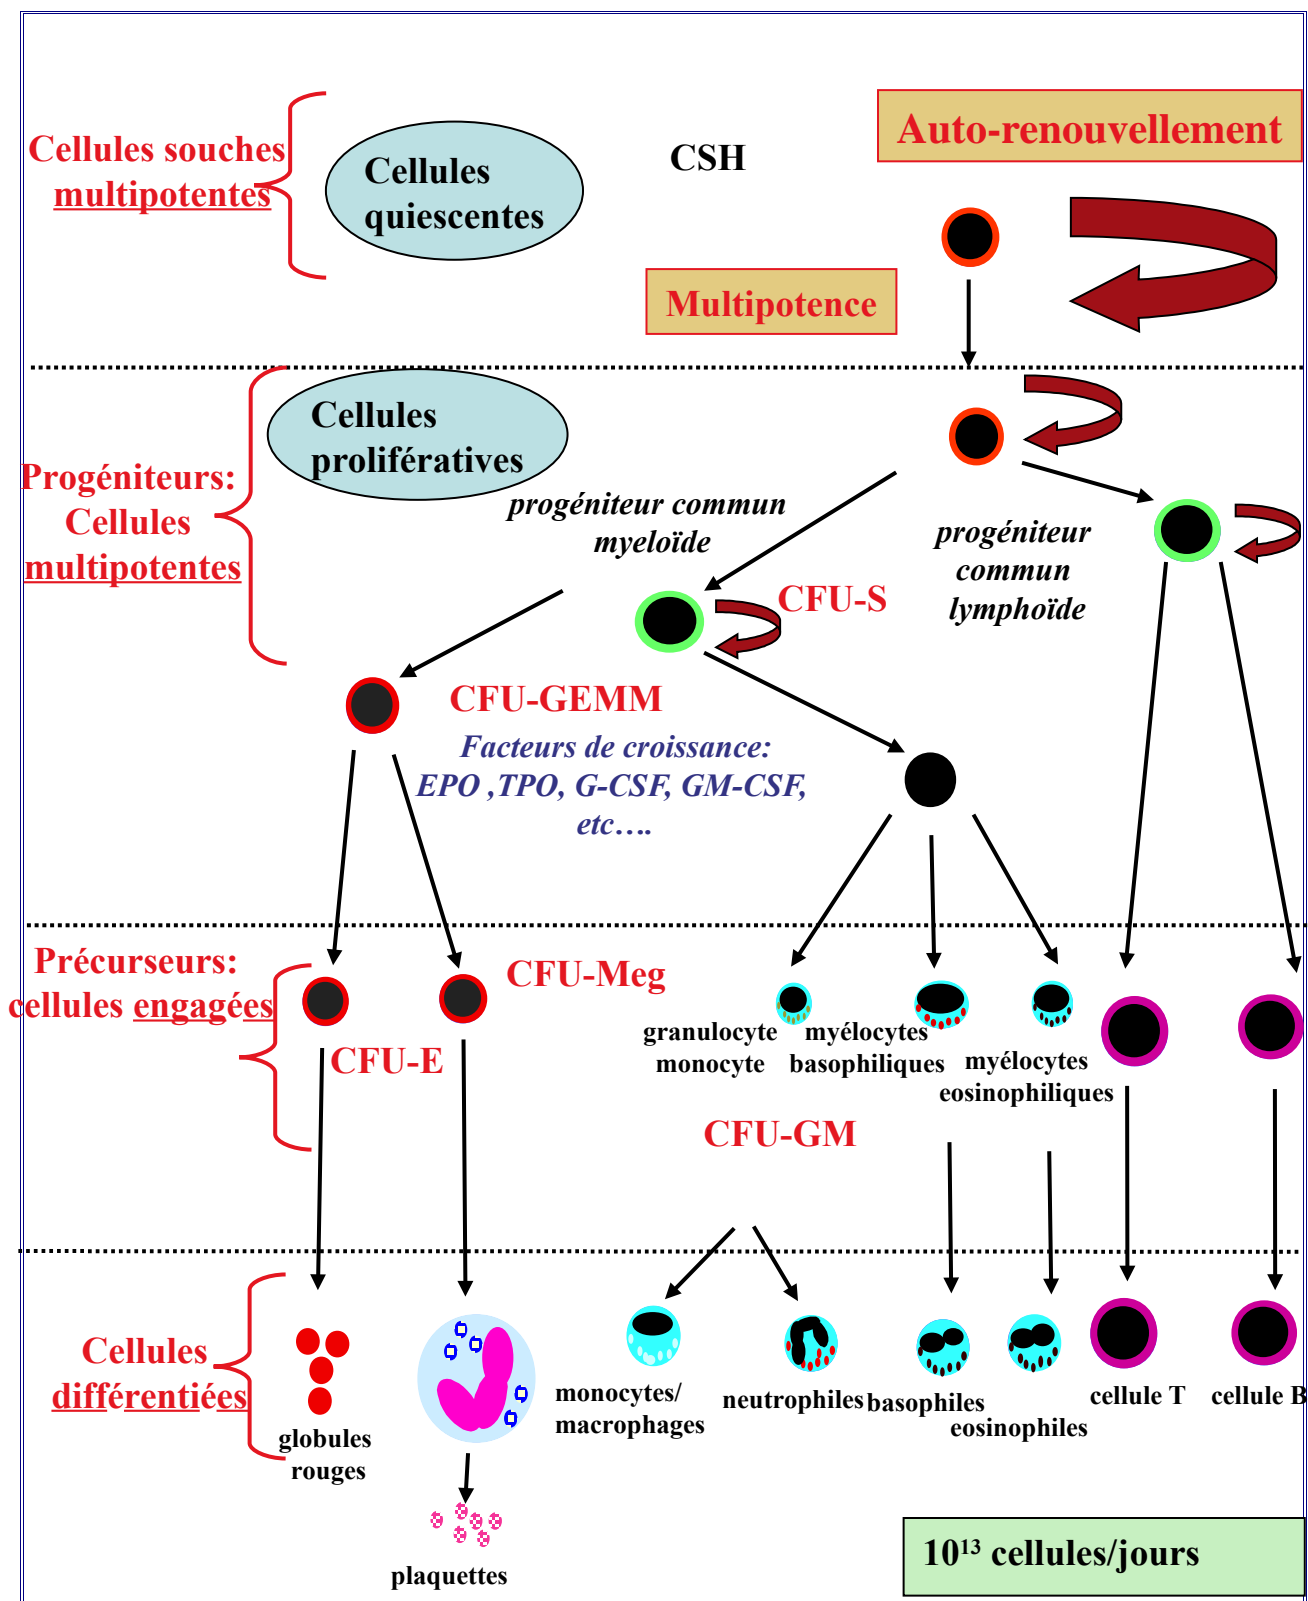 Cellules souches
multipotentes
Cellules
quiescentes
CSH
Auto-renouvellement
Multipotence
Progéniteurs:
Cellules
multipotentes
Cellules
prolifératives
progéniteur commun
myeloïde
progéniteur
commun
lymphoïde
CFU-S
CFU-GEMM
Facteurs de croissance:
EPO ,TPO, G-CSF, GM-CSF,
etc….
Précurseurs:
cellules engagées
CFU-Meg
CFU-E
granulocyte
monocyte
myélocytes
basophiliques
myélocytes
eosinophiliques
CFU-GM
Cellules
différentiées
globules
rouges
plaquettes
monocytes/
macrophages
neutrophiles
basophiles
eosinophiles
cellule T
cellule B
10¹³ cellules/jours